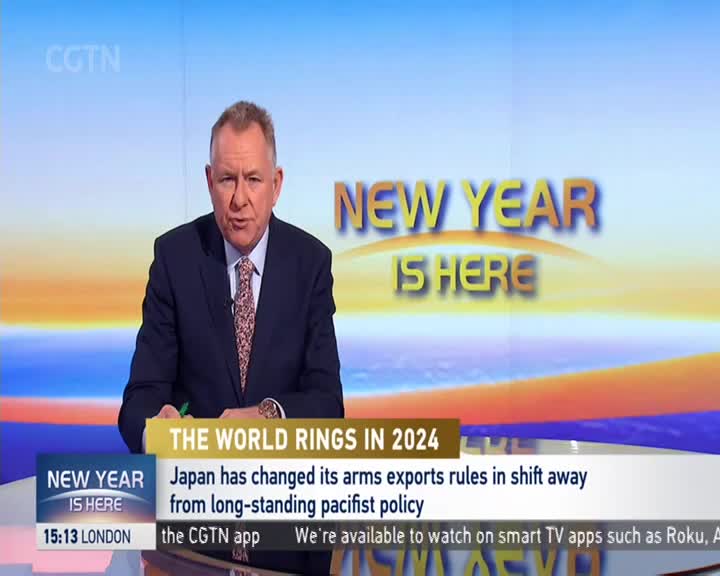 CGTN
NEW YEAR
IS HERE
THE WORLD RINGS IN 2024
Japan has changed its arms exports rules in shift away
from long-standing pacifist policy
NEW YEAR
IS HERE
15:13 LONDON
the CGTN app We're available to watch on smart TV apps such as Roku, A